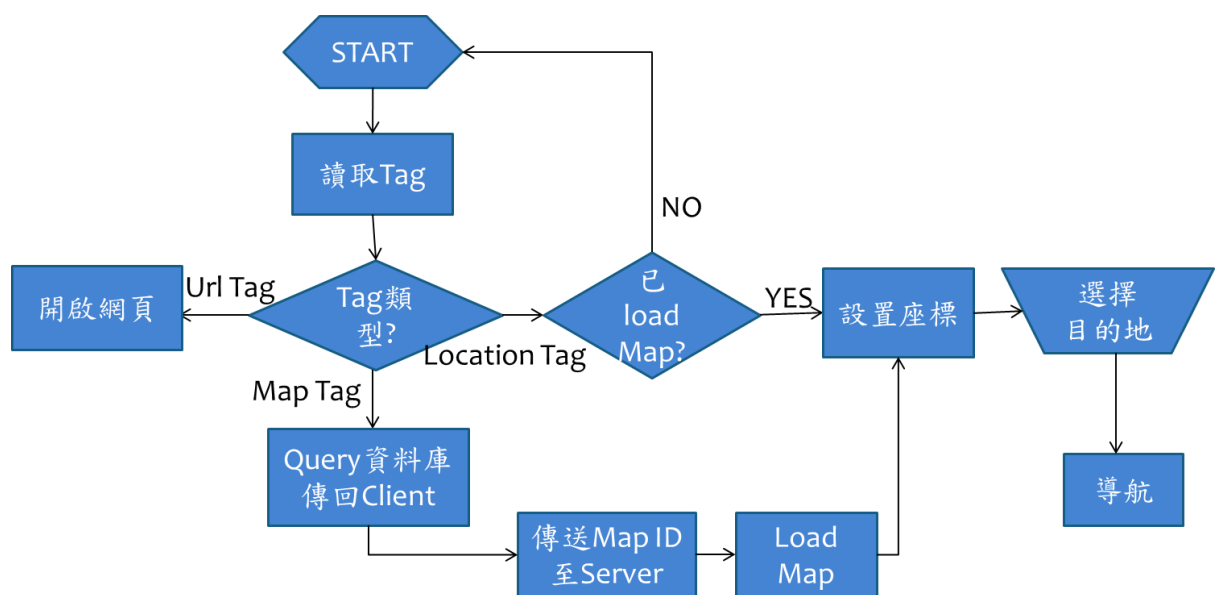 START
讀取Tag
NO
開啟網頁
Url Tag
Tag類
型?
Location Tag
已
load
Map?
YES
設置座標
選擇
目的地
Map Tag
Query資料庫
傳回Client
傳送Map ID
至Server
Load
Map
導航